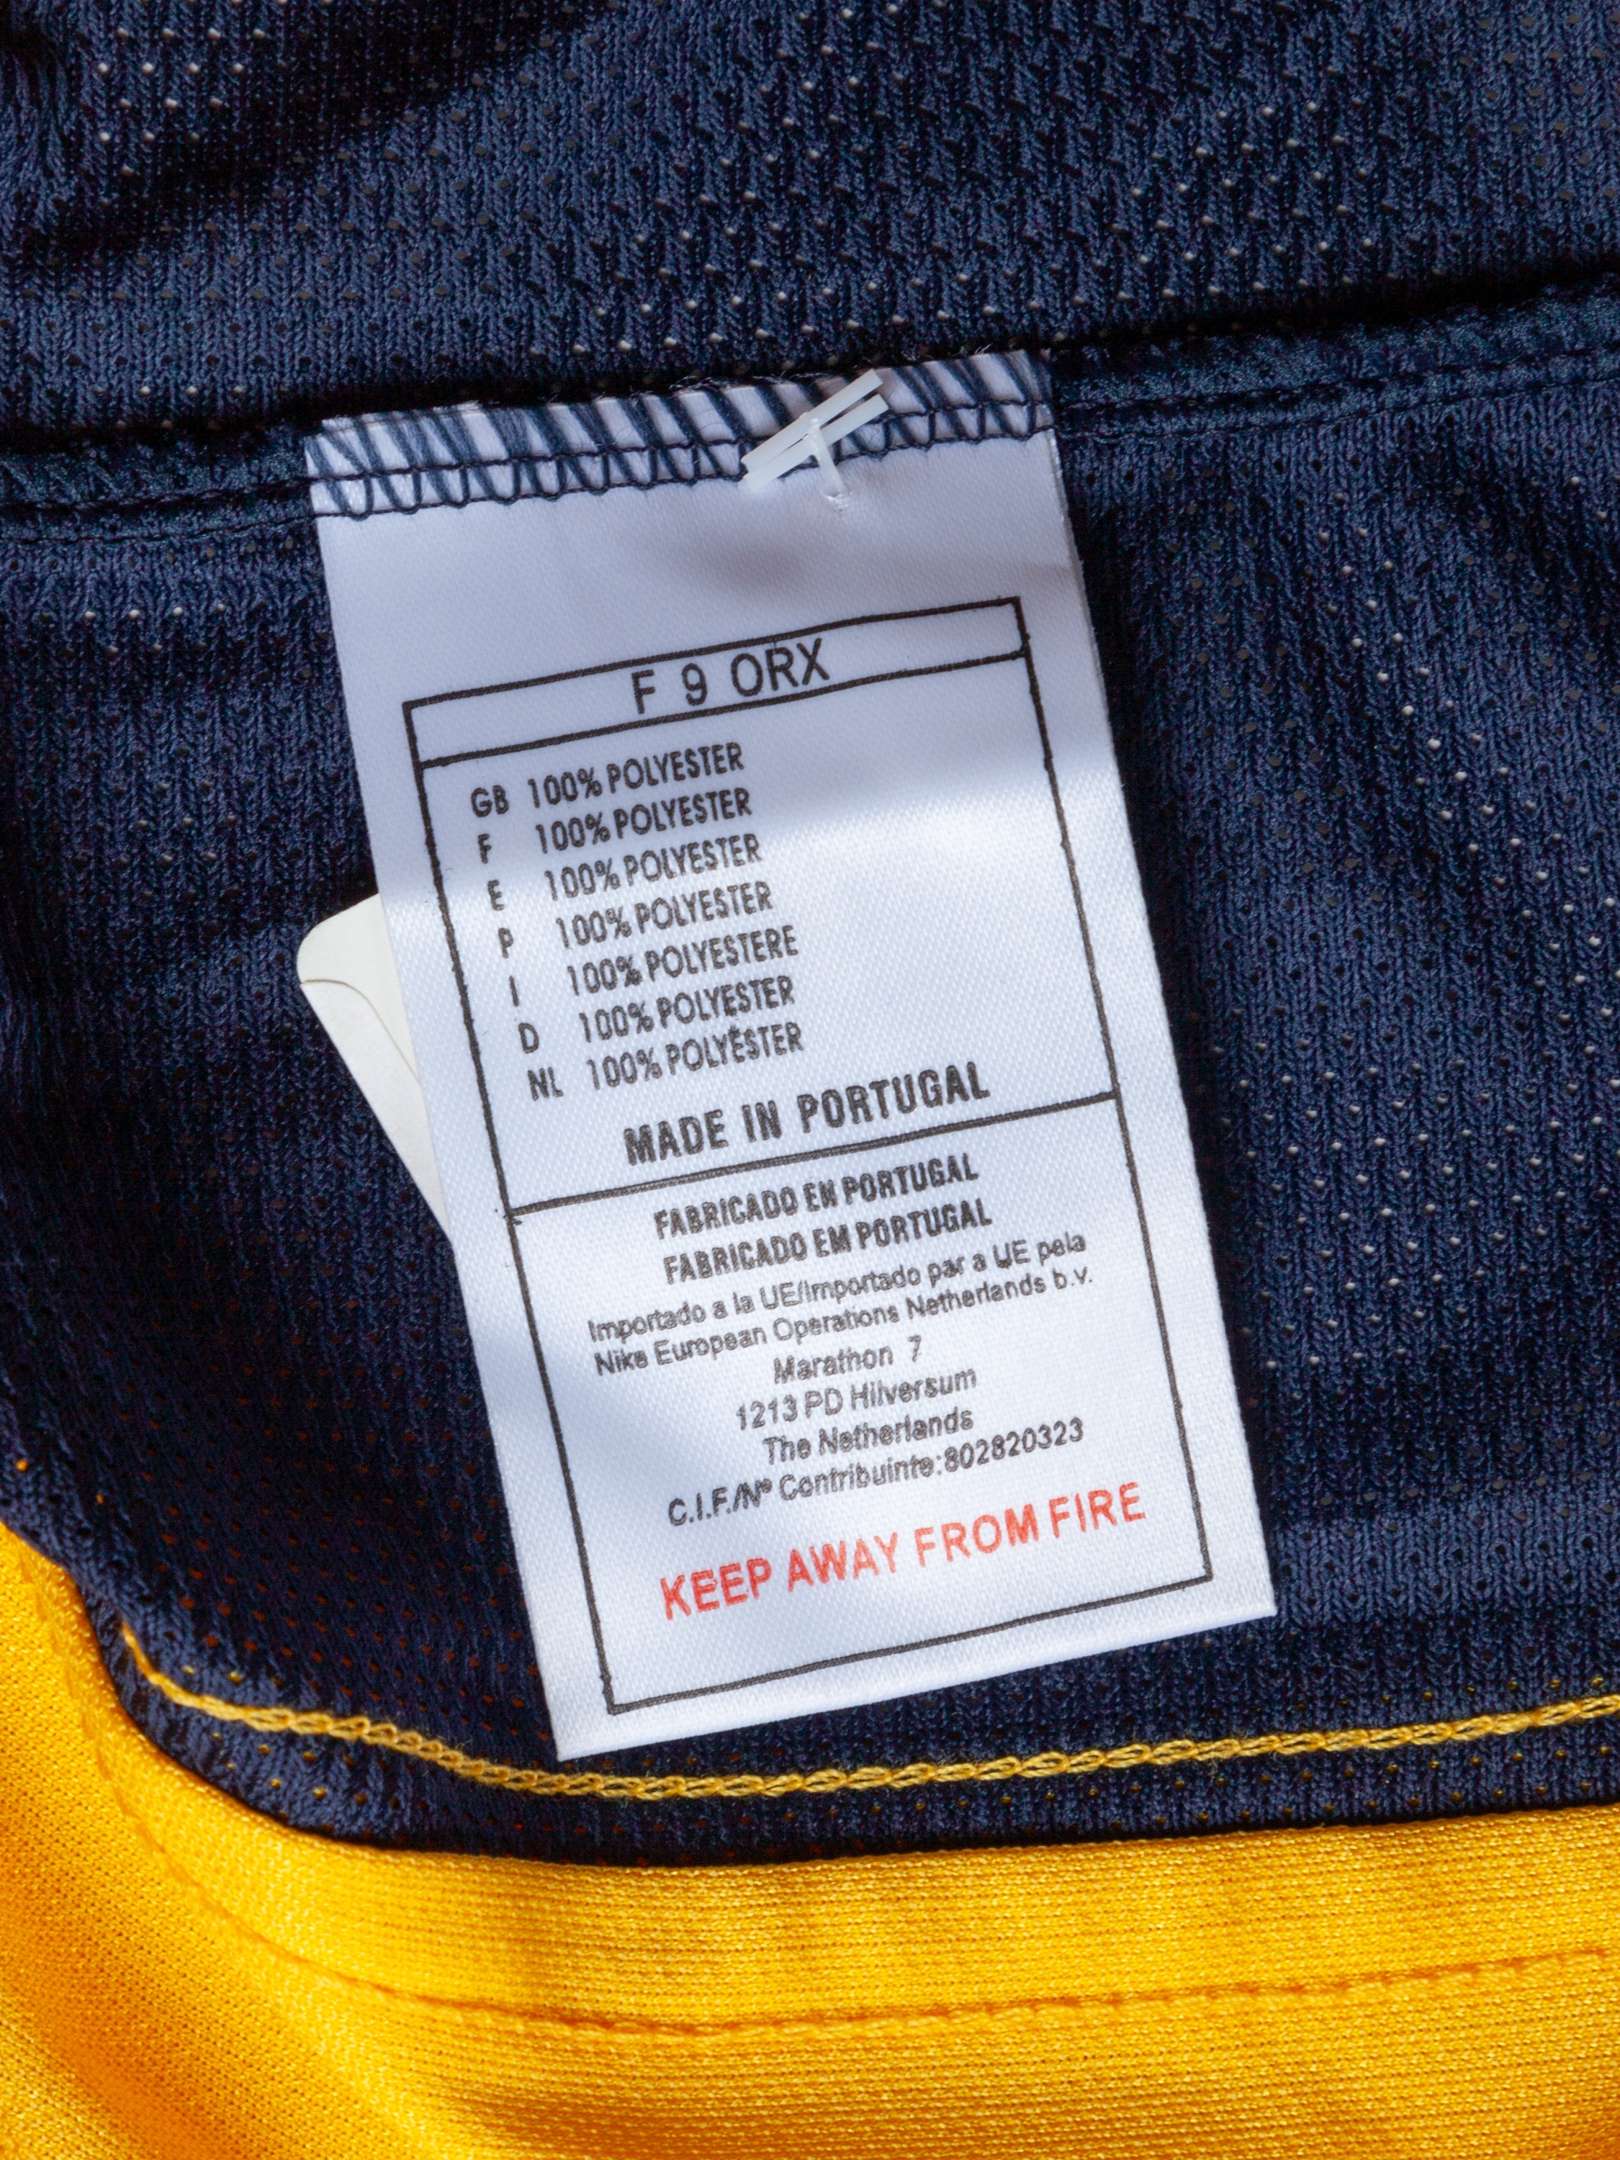 F 9 ORX
GB 100% POLYESTER
F 100% POLYESTER
E 100% POLYESTER
P 100% POLYESTER
I 100% POLYESTERE
D 100% POLYESTER
NL 100% POLYËSTER
MADE IN PORTUGAL
FABRICADO EN PORTUGAL
FABRICADO EM PORTUGAL
Importado a la UE/Importado par a UE pela
Nike European Operations Netherlands b.v.
Marathon 7
1213 PD Hilversum
The Netherlands
C.I.F./Nº Contribuinte:802820323
KEEP AWAY FROM FIRE